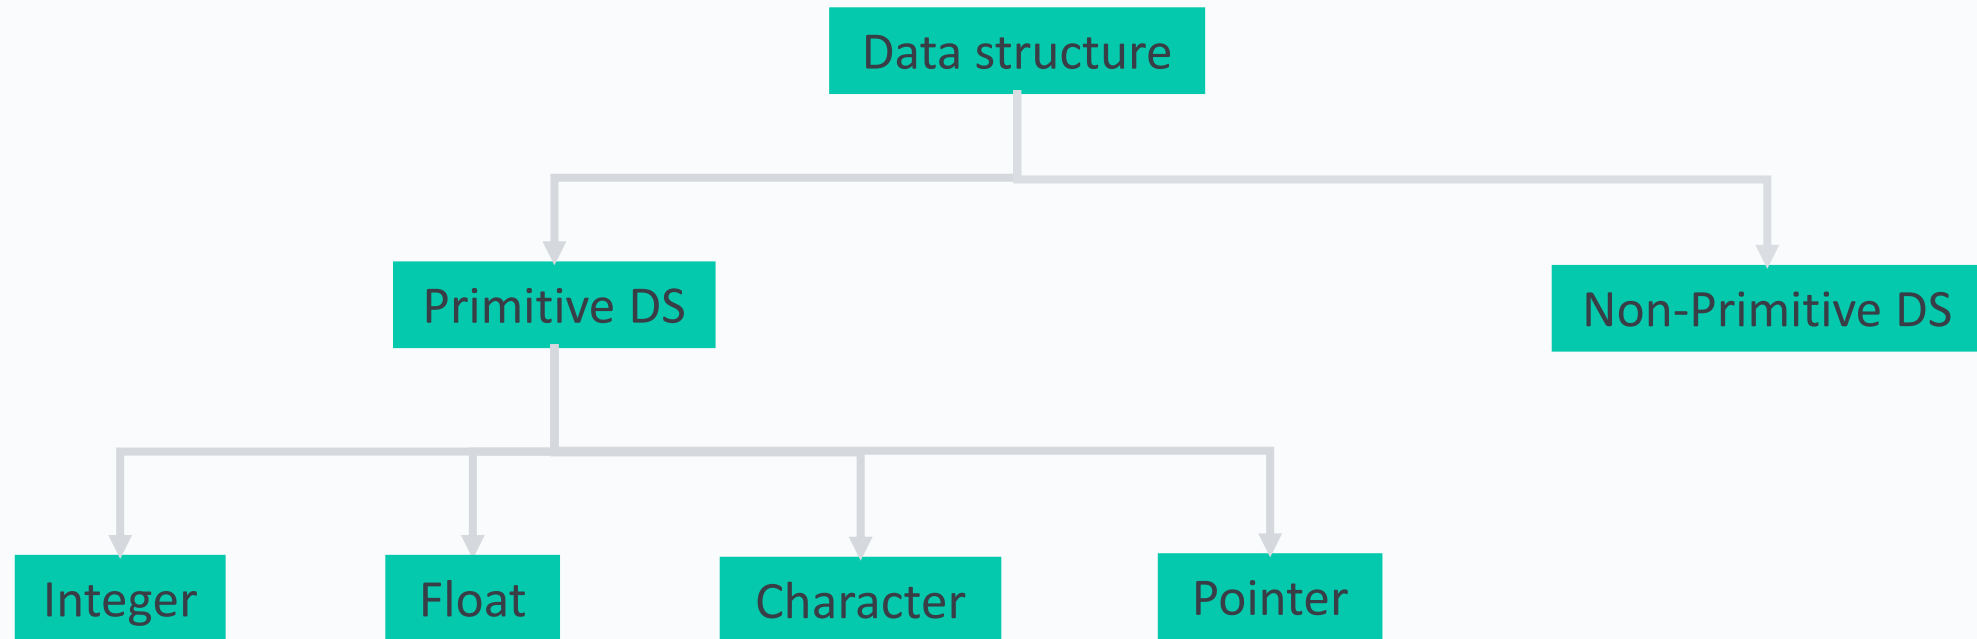 Data structure
Primitive DS
Non-Primitive DS
Integer
Float
Character
Pointer